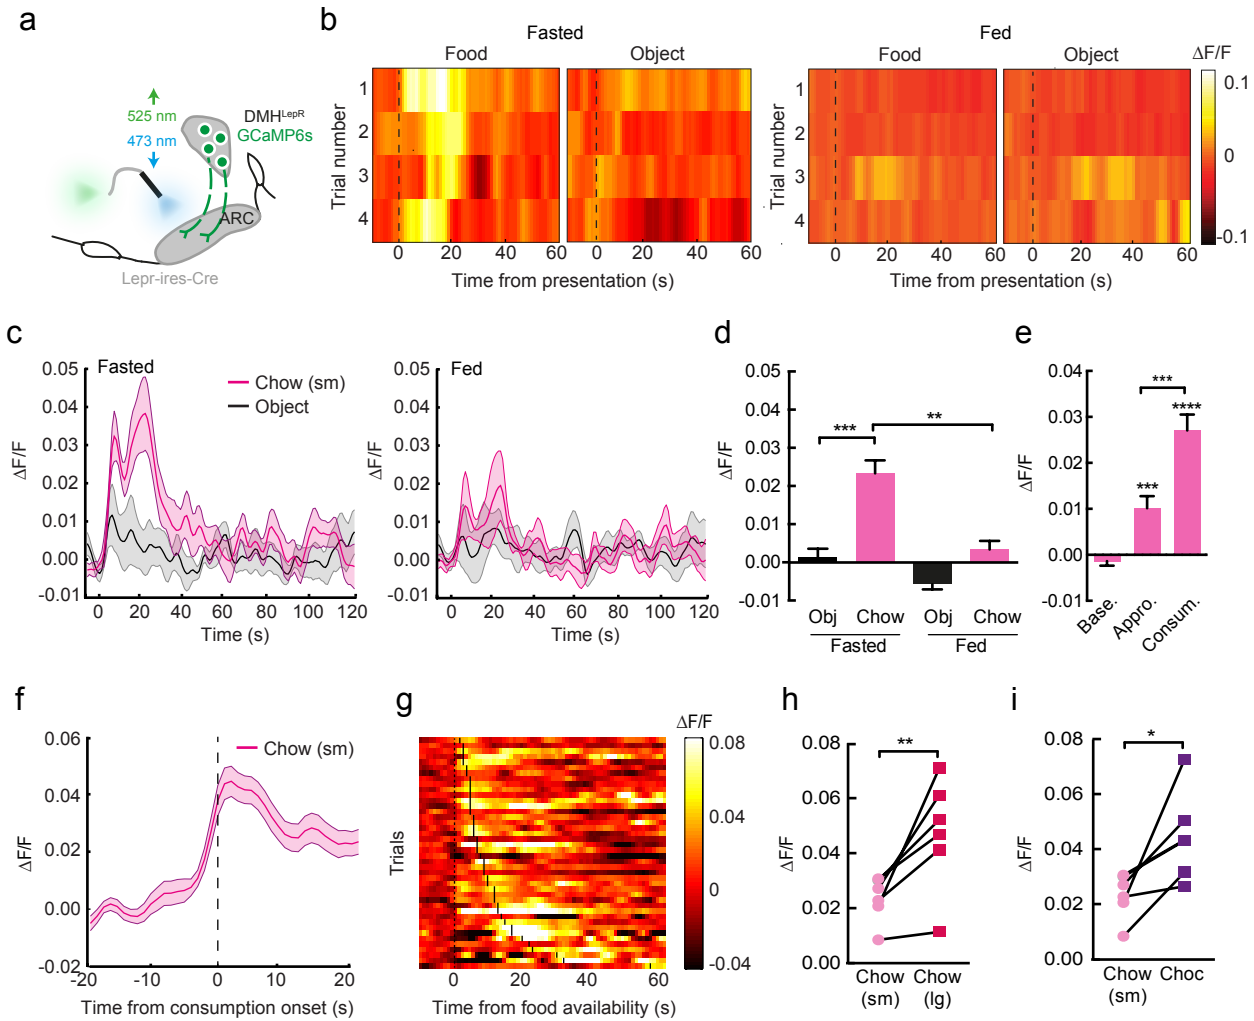 a
525 nm
473 nm
DMHLepR
GCaMP6s
ARC
Lepr-ires-Cre
b
Fasted
Food
Object
Trial number
1
2
3
4
0
20
40
60
0
20
40
60
Time from presentation (s)
Fed
Food
Object
ΔF/F
Trial number
1
2
3
4
0
20
40
60
0
20
40
60
Time from presentation (s)
0.1
0
-0.1
c
Fasted
Chow (sm)
Object
ΔF/F
0.05
0.04
0.03
0.02
0.01
0.00
-0.01
0
20
40
60
80
100
120
Time (s)
Fed
ΔF/F
0.05
0.04
0.03
0.02
0.01
0.00
-0.01
0
20
40
60
80
100
120
Time (s)
d
ΔF/F
0.05
0.04
0.03
0.02
0.01
0.00
-0.01
***
**
Obj
Chow
Obj
Chow
Fasted
Fed
e
ΔF/F
0.04
0.03
0.02
0.01
0.00
-0.01
***
****
***
Base.
Appro.
Consum.
f
Chow (sm)
ΔF/F
0.06
0.04
0.02
0.00
-0.02
-20
-10
0
10
20
Time from consumption onset (s)
g
ΔF/F
Trials
0
20
40
60
Time from food availability (s)
0.08
0.04
0
-0.04
h
ΔF/F
0.08
0.06
0.04
0.02
0.00
**
Chow
(sm)
Chow
(lg)
i
ΔF/F
0.08
0.06
0.04
0.02
0.00
*
Chow
(sm)
Choc